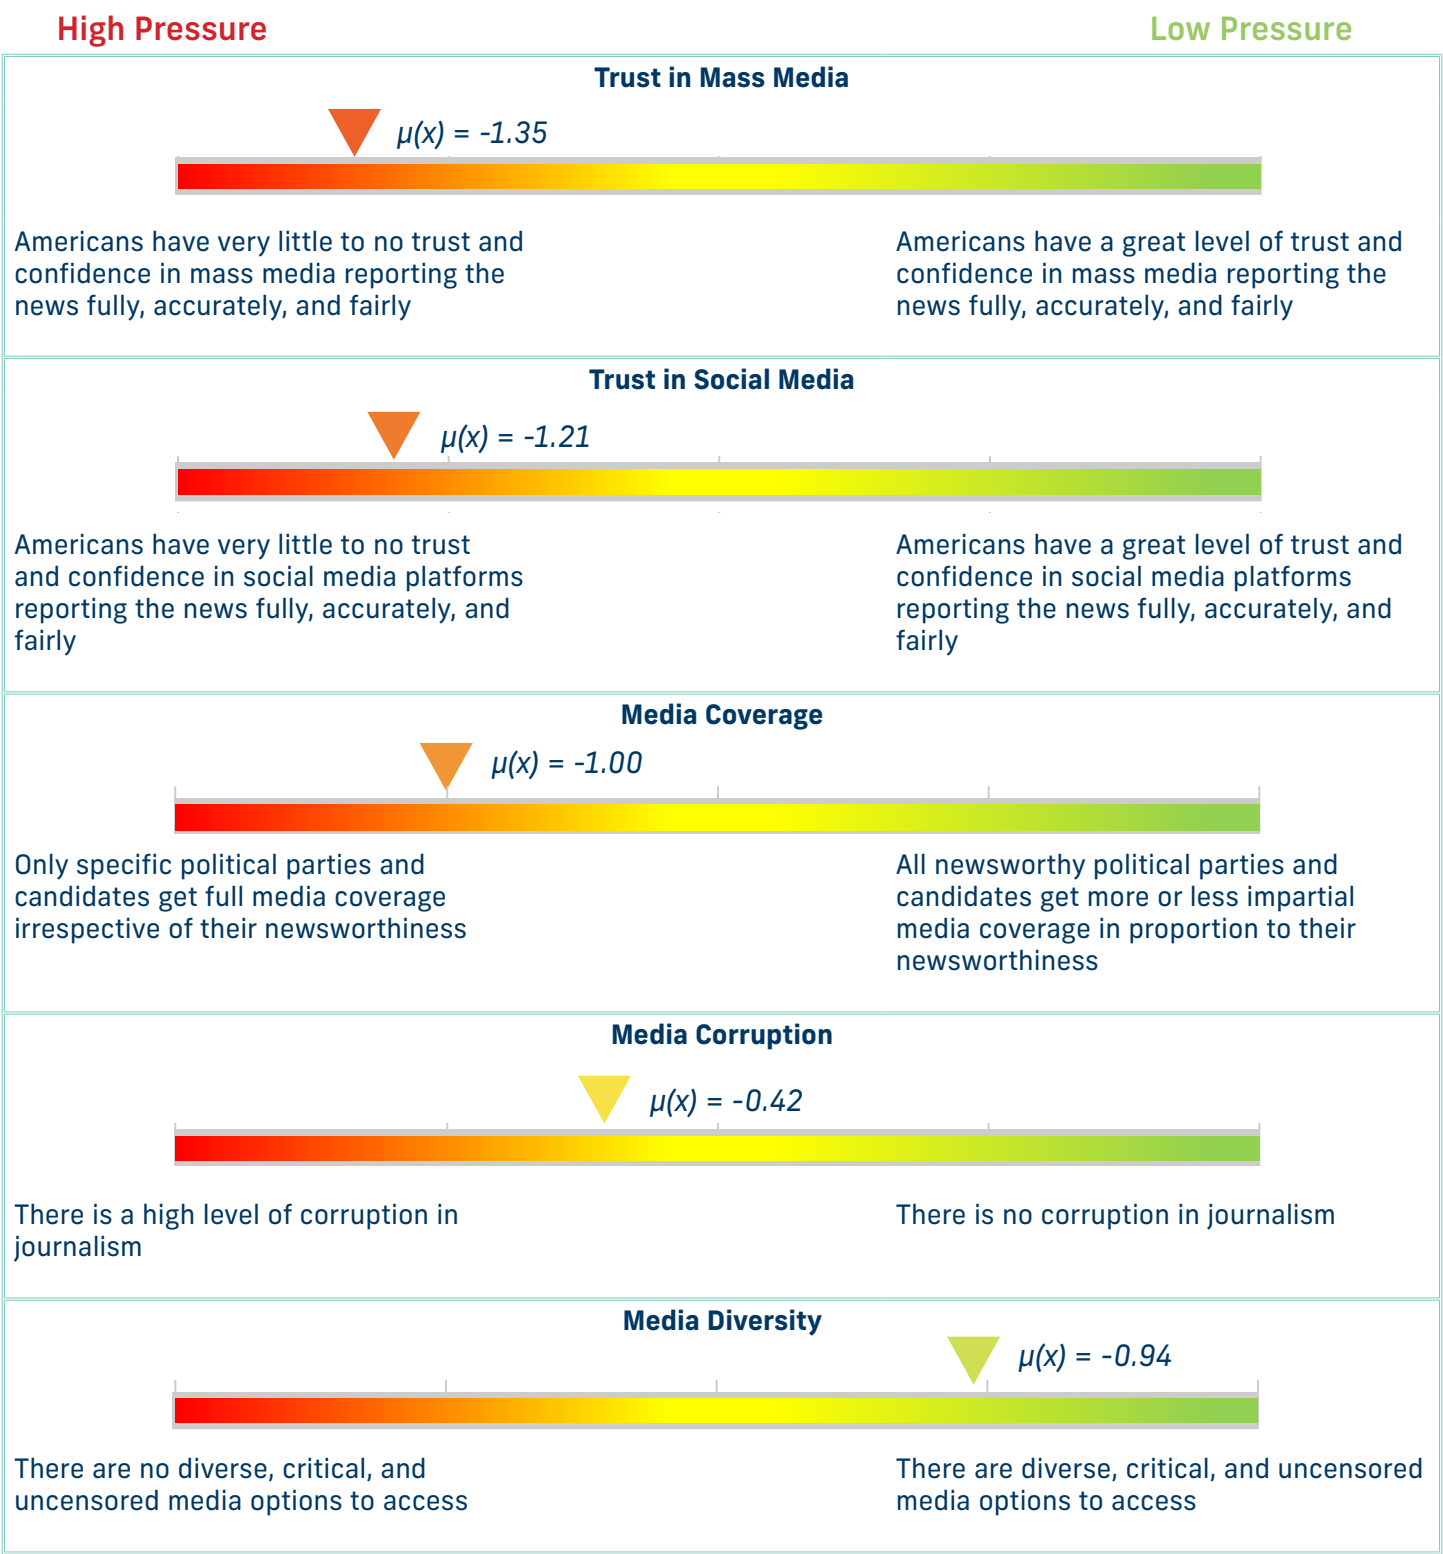 High Pressure
Low Pressure
Trust in Mass Media
μ(x) = -1.35
Americans have very little to no trust and
confidence in mass media reporting the
news fully, accurately, and fairly
Americans have a great level of trust and
confidence in mass media reporting the
news fully, accurately, and fairly
Trust in Social Media
μ(x) = -1.21
Americans have very little to no trust
and confidence in social media platforms
reporting the news fully, accurately, and
fairly
Americans have a great level of trust and
confidence in social media platforms
reporting the news fully, accurately, and
fairly
Media Coverage
μ(x) = -1.00
Only specific political parties and
candidates get full media coverage
irrespective of their newsworthiness
All newsworthy political parties and
candidates get more or less impartial
media coverage in proportion to their
newsworthiness
Media Corruption
μ(x) = -0.42
There is a high level of corruption in
journalism
There is no corruption in journalism
Media Diversity
μ(x) = -0.94
There are no diverse, critical, and
uncensored media options to access
There are diverse, critical, and uncensored
media options to access